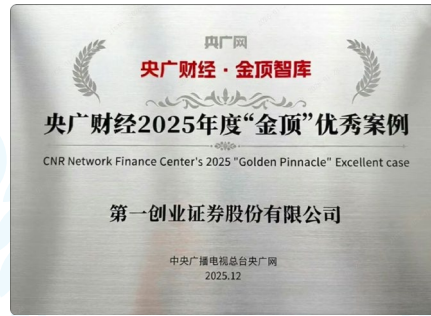 央广网
央广财经·金顶智库
央广财经2025年度“金顶”优秀案例
CNR Network Finance Center's 2025 "Golden Pinnacle" Excellent case
第一创业证券股份有限公司
中央广播电视总台央广网
2025.12